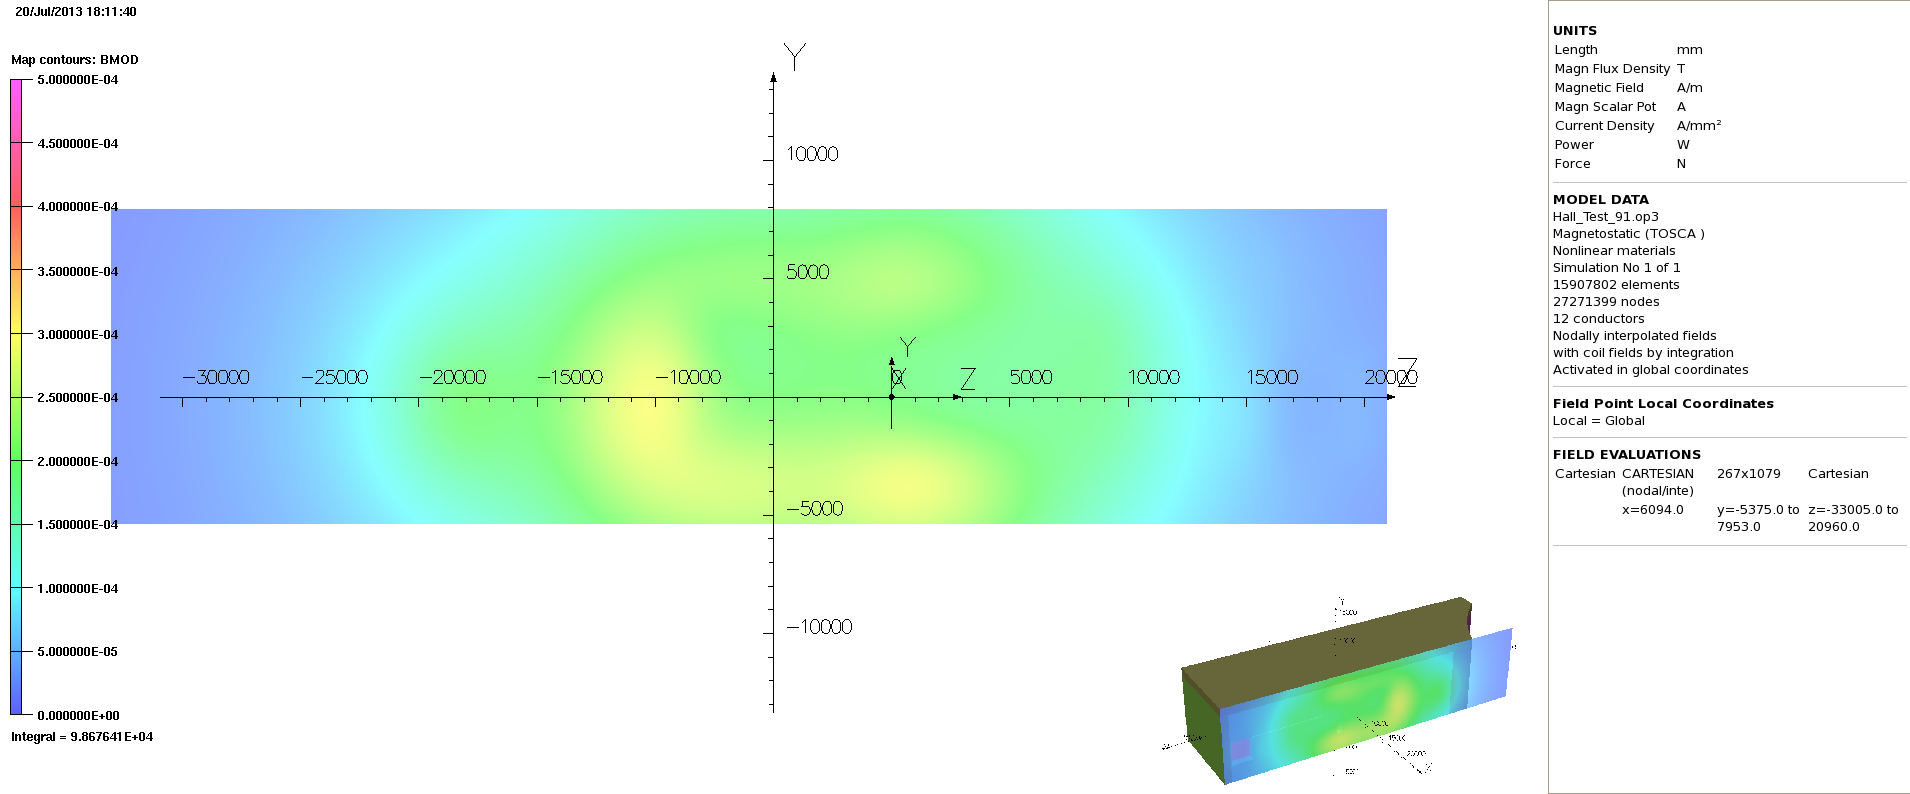 20/Jul/2013 18:11:40
Map contours: BMOD
5.000000E-04
4.500000E-04
4.000000E-04
3.500000E-04
3.000000E-04
2.500000E-04
2.000000E-04
1.500000E-04
1.000000E-04
5.000000E-05
0.000000E+00
Integral = 9.867641E+04
Y
10000
5000
Y
−30000 −25000 −20000 −15000 −10000 0 X Z 5000 10000 15000 20000 Z
−5000
−10000
UNITS
Length mm
Magn Flux Density T
Magnetic Field A/m
Magn Scalar Pot A
Current Density A/mm²
Power W
Force N
MODEL DATA
Hall_Test_91.op3
Magnetostatic (TOSCA )
Nonlinear materials
Simulation No 1 of 1
15907802 elements
27271399 nodes
12 conductors
Nodally interpolated fields
with coil fields by integration
Activated in global coordinates
Field Point Local Coordinates
Local = Global
FIELD EVALUATIONS
Cartesian CARTESIAN 267x1079 Cartesian
(nodal/inte)
x=6094.0 y=-5375.0 to z=-33005.0 to
7953.0 20960.0